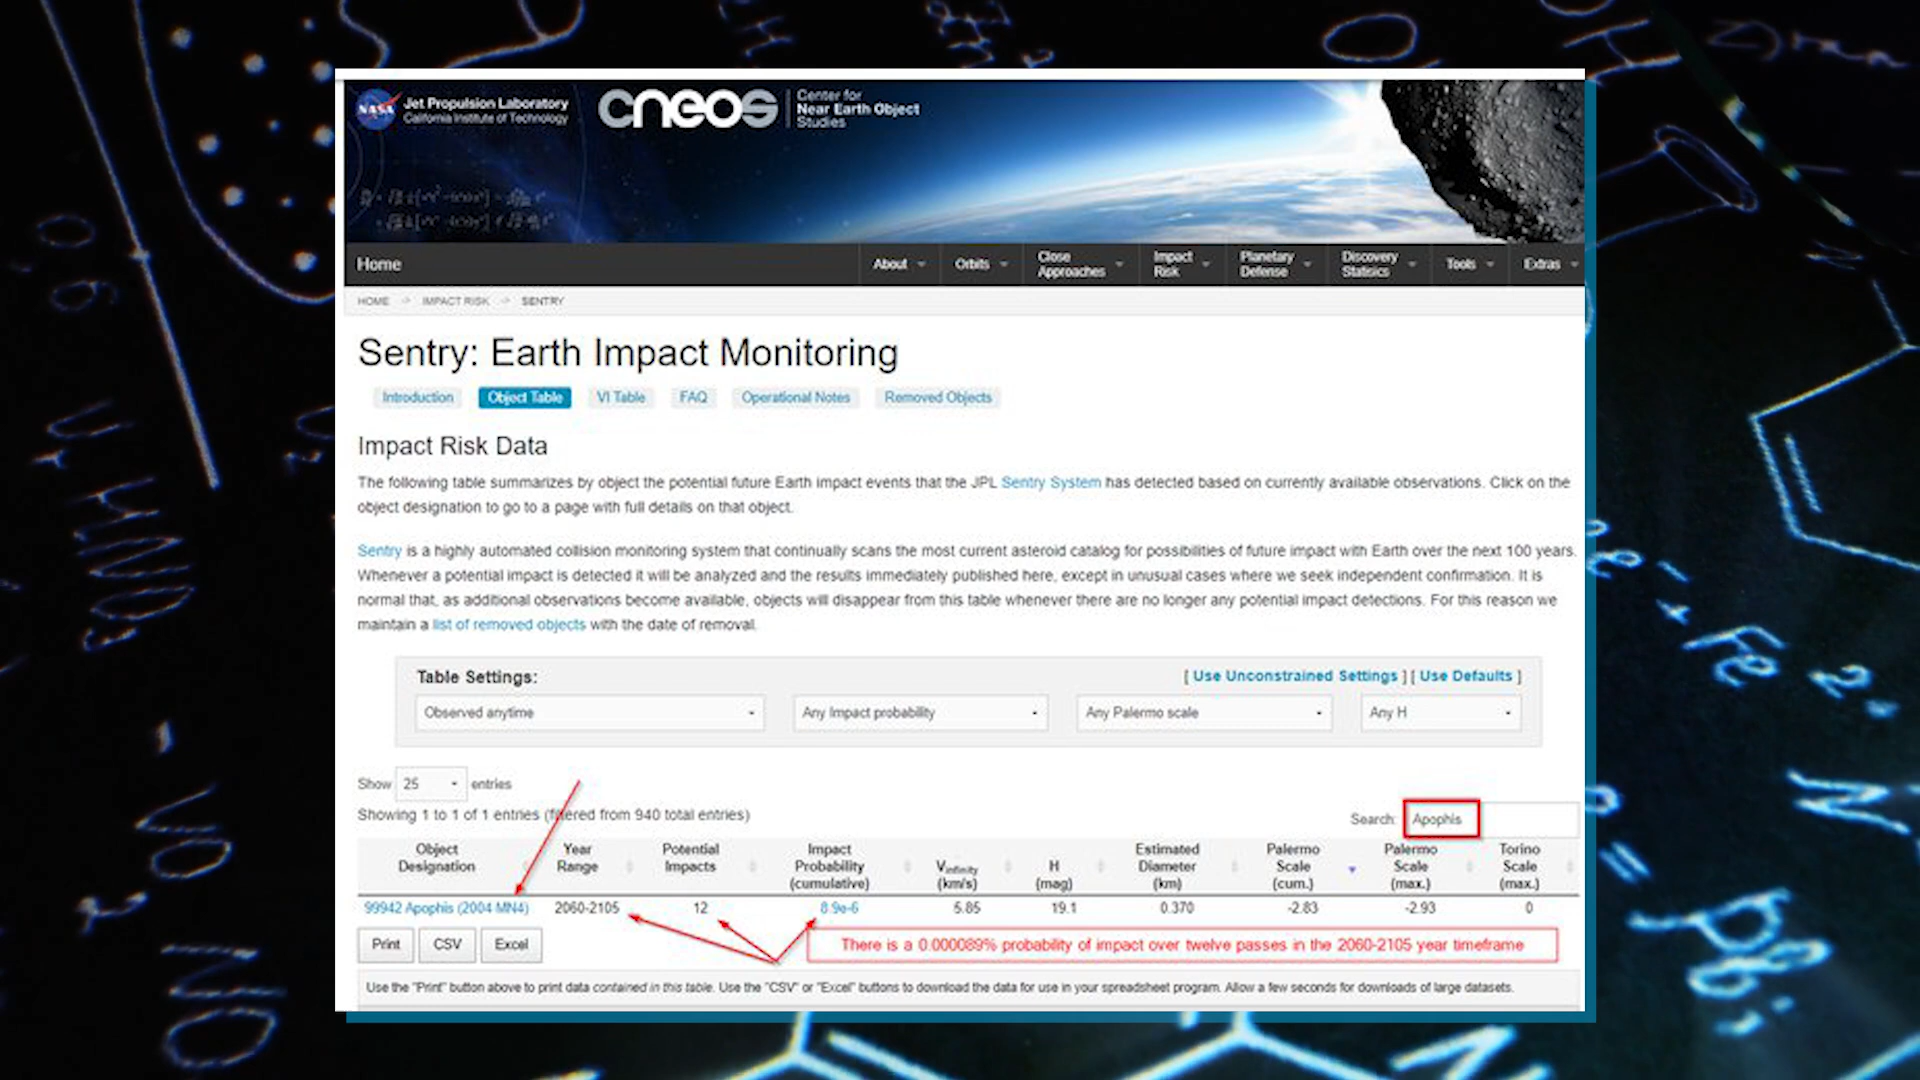 NASA
Jet Propulsion Laboratory
California Institute of Technology
cneos
Center for
Near Earth Object
Studies
Home
About
Orbits
Close
Approaches
Impact
Risk
Planetary
Defense
Discovery
Statisics
Tools
Extras
HOME -> IMPACT RISK -> SENTRY
Sentry: Earth Impact Monitoring
Introduction Object Table VI Table FAQ Operational Notes Removed Objects
Impact Risk Data
The following table summarizes by object the potential future Earth impact events that the JPL Sentry System has detected based on currently available observations. Click on the
object designation to go to a page with full details on that object.
Sentry is a highly automated collision monitoring system that continually scans the most current asteroid catalog for possibilities of future impact with Earth over the next 100 years.
Whenever a potential impact is detected it will be analyzed and the results immediately published here, except in unusual cases where we seek independent confirmation. It is
normal that, as additional observations become available, objects will disappear from this table whenever there are no longer any potential impact detections. For this reason we
maintain a list of removed objects with the date of removal.
Table Settings: [ Use Unconstrained Settings ] [ Use Defaults ]
Observed anytime Any Impact probability Any Palermo scale Any H
Show 25 entries
Showing 1 to 1 of 1 entries (filtered from 940 total entries)
Search: Apophis
Object
Designation
Year
Range
Potential
Impacts
Impact
Probability
(cumulative)
Vinfinity
(km/s)
H
(mag)
Estimated
Diameter
(km)
Palermo
Scale
(cum.)
Palermo
Scale
(max.)
Torino
Scale
(max.)
99942 Apophis (2004 MN4) 2060-2105 12 8.9e-6 5.85 19.1 0.370 -2.83 -2.93 0
Print CSV Excel
There is a 0.000089% probability of impact over twelve passes in the 2060-2105 year timeframe
Use the "Print" button above to print data contained in this table. Use the "CSV" or "Excel" buttons to download the data for use in your spreadsheet program. Allow a few seconds for downloads of large datasets.